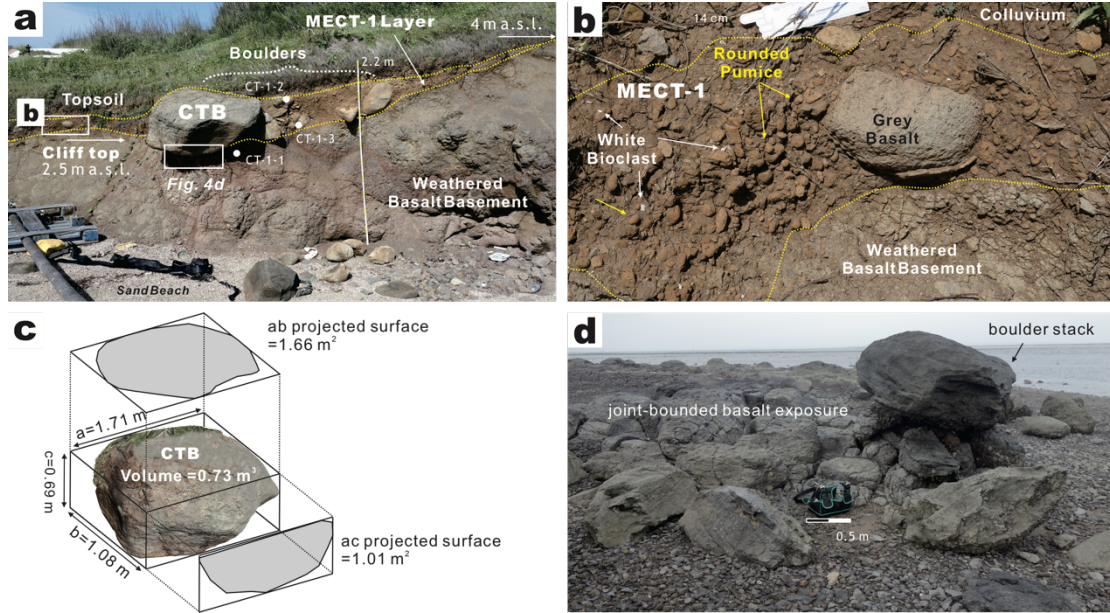 a
MECT-1 Layer
4 m a.s.l.
Boulders
2.2 m
CT-1-2
Topsoil
CTB
b
CT-1-3
Cliff top
CT-1-1
2.5 m a.s.l.
Fig. 4d
Weathered
Basalt Basement
Sand Beach
b
14 cm
Colluvium
Rounded
Pumice
MECT-1
Grey
Basalt
White
Bioclast
Weathered
Basalt Basement
c
ab projected surface
=1.66 m²
a=1.71 m
CTB
Volume =0.73 m³
c=0.69 m
b=1.08 m
ac projected surface
=1.01 m²
d
boulder stack
joint-bounded basalt exposure
0.5 m